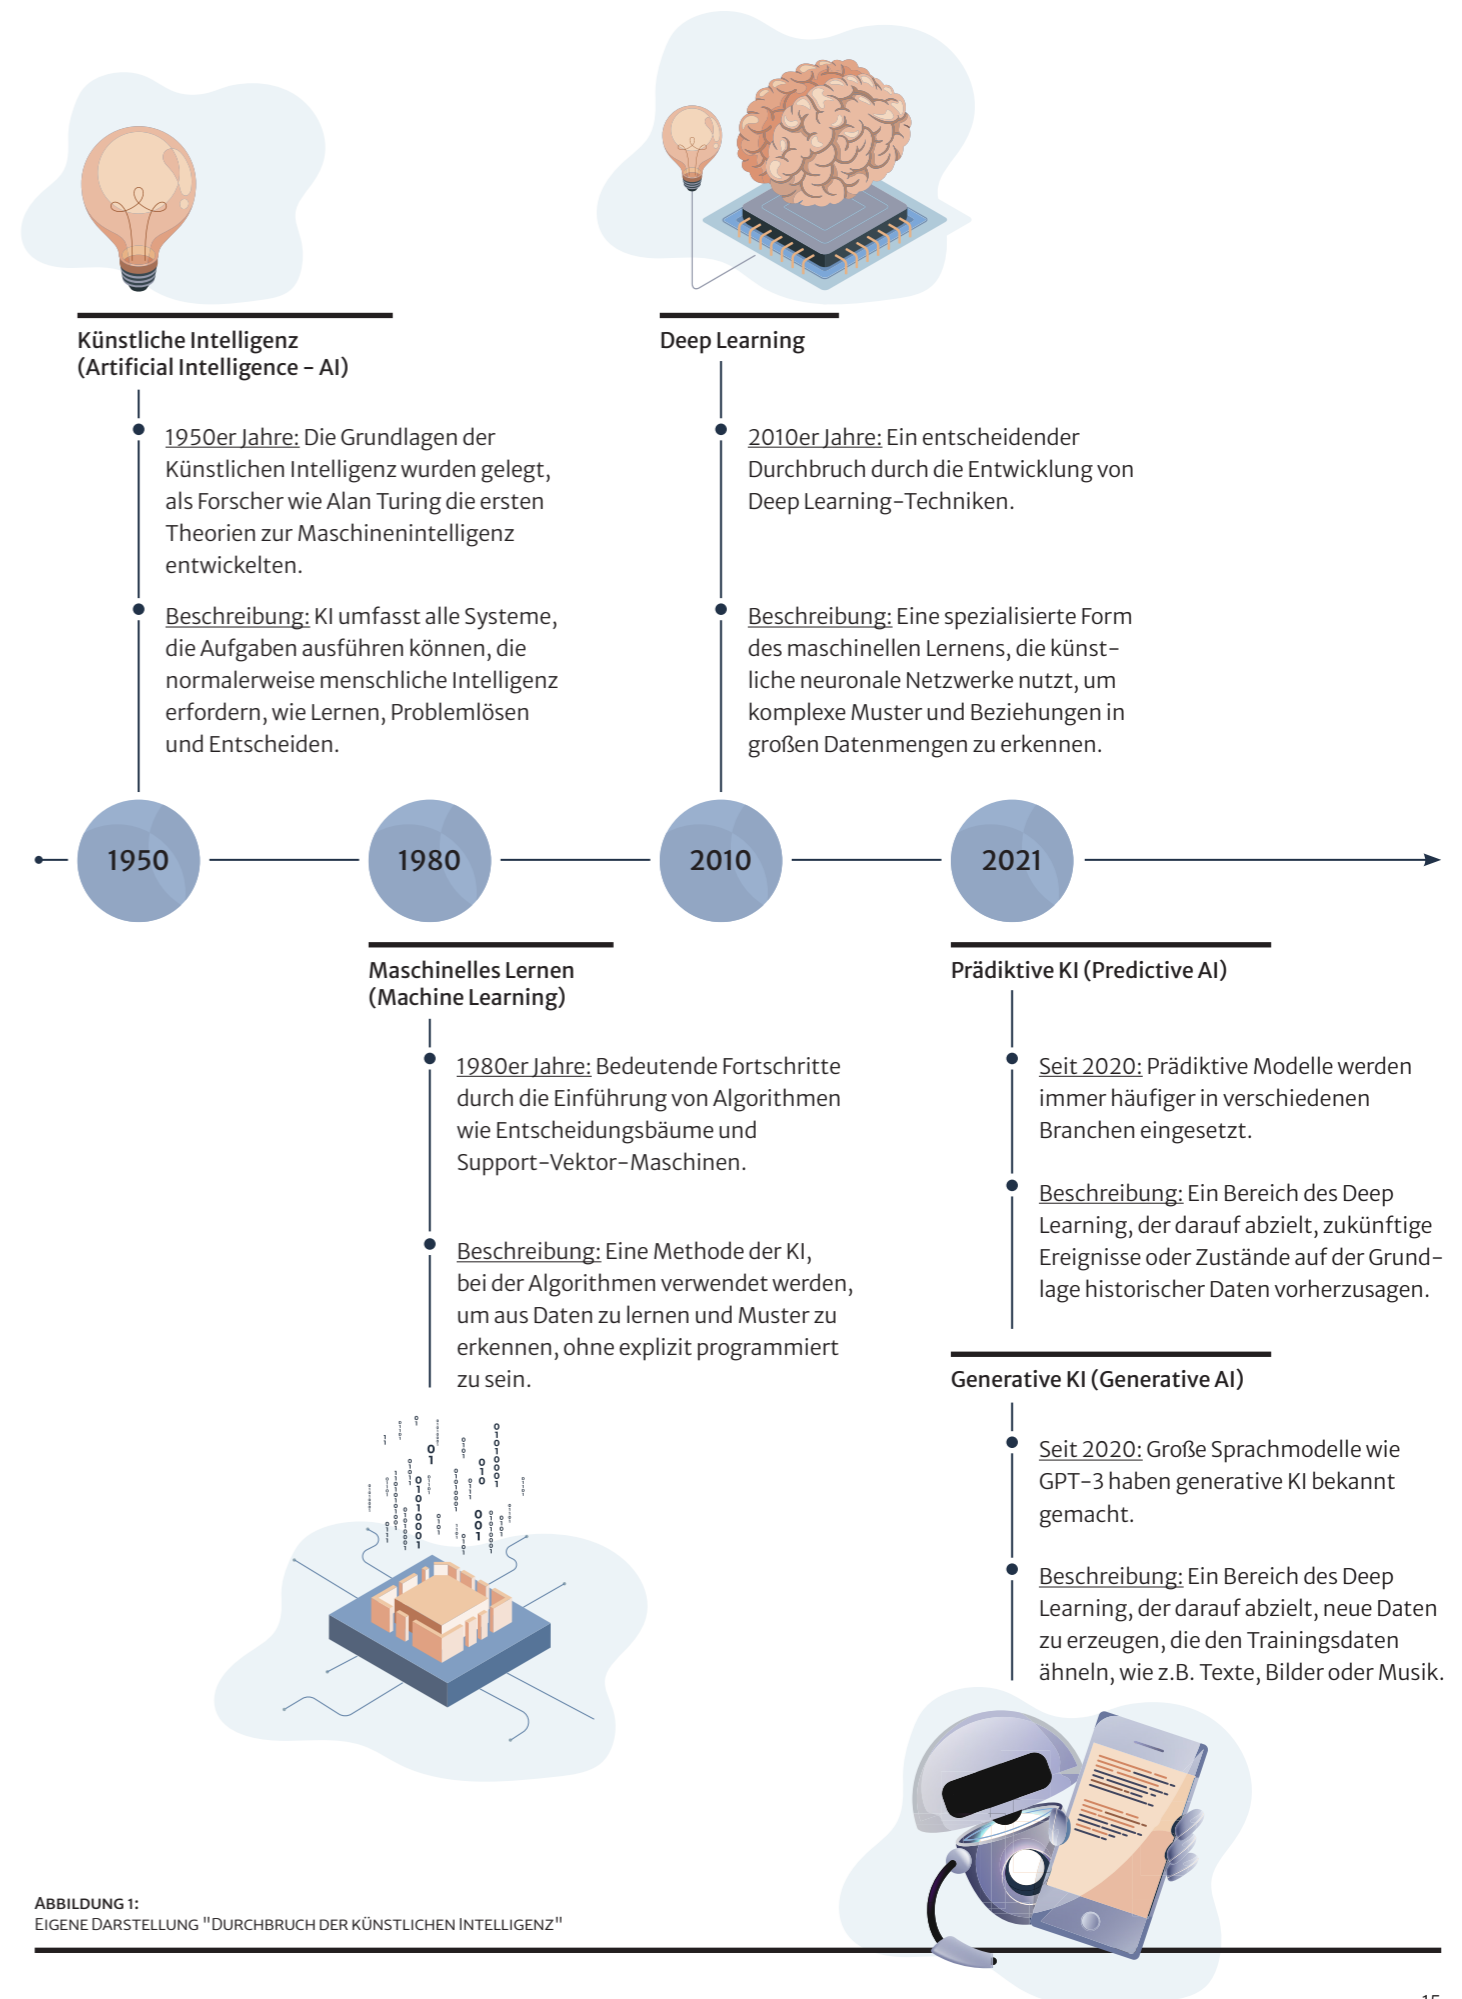 Künstliche Intelligenz
(Artificial Intelligence – AI)
1950er Jahre: Die Grundlagen der
Künstlichen Intelligenz wurden gelegt,
als Forscher wie Alan Turing die ersten
Theorien zur Maschinenintelligenz
entwickelten.
Beschreibung: KI umfasst alle Systeme,
die Aufgaben ausführen können, die
normalerweise menschliche Intelligenz
erfordern, wie Lernen, Problemlösen
und Entscheiden.
Deep Learning
2010er Jahre: Ein entscheidender
Durchbruch durch die Entwicklung von
Deep Learning-Techniken.
Beschreibung: Eine spezialisierte Form
des maschinellen Lernens, die künst-
liche neuronale Netzwerke nutzt, um
komplexe Muster und Beziehungen in
großen Datenmengen zu erkennen.
1950
1980
2010
2021
Maschinelles Lernen
(Machine Learning)
1980er Jahre: Bedeutende Fortschritte
durch die Einführung von Algorithmen
wie Entscheidungsbäume und
Support-Vektor-Maschinen.
Beschreibung: Eine Methode der KI,
bei der Algorithmen verwendet werden,
um aus Daten zu lernen und Muster zu
erkennen, ohne explizit programmiert
zu sein.
Prädiktive KI (Predictive AI)
Seit 2020: Prädiktive Modelle werden
immer häufiger in verschiedenen
Branchen eingesetzt.
Beschreibung: Ein Bereich des Deep
Learning, der darauf abzielt, zukünftige
Ereignisse oder Zustände auf der Grund-
lage historischer Daten vorherzusagen.
Generative KI (Generative AI)
Seit 2020: Große Sprachmodelle wie
GPT-3 haben generative KI bekannt
gemacht.
Beschreibung: Ein Bereich des Deep
Learning, der darauf abzielt, neue Daten
zu erzeugen, die den Trainingsdaten
ähneln, wie z.B. Texte, Bilder oder Musik.
ABBILDUNG 1:
EIGENE DARSTELLUNG "DURCHBRUCH DER KÜNSTLICHEN INTELLIGENZ"